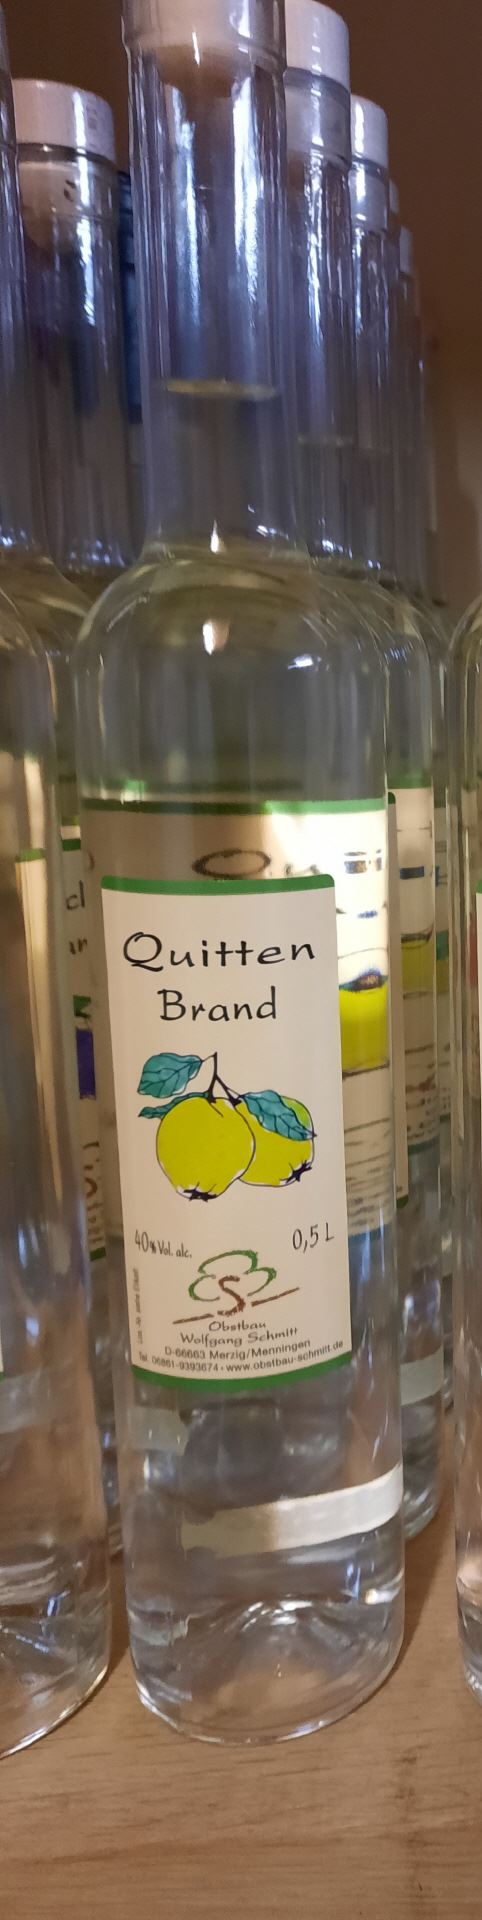 Quitten
Brand
40% Vol. alc.
0,5 L
S
Obstbau
Wolfgang Schmitt
D-66663 Merzig/Menningen
Tel. 06861-9393674 · www.obstbau-schmitt.de